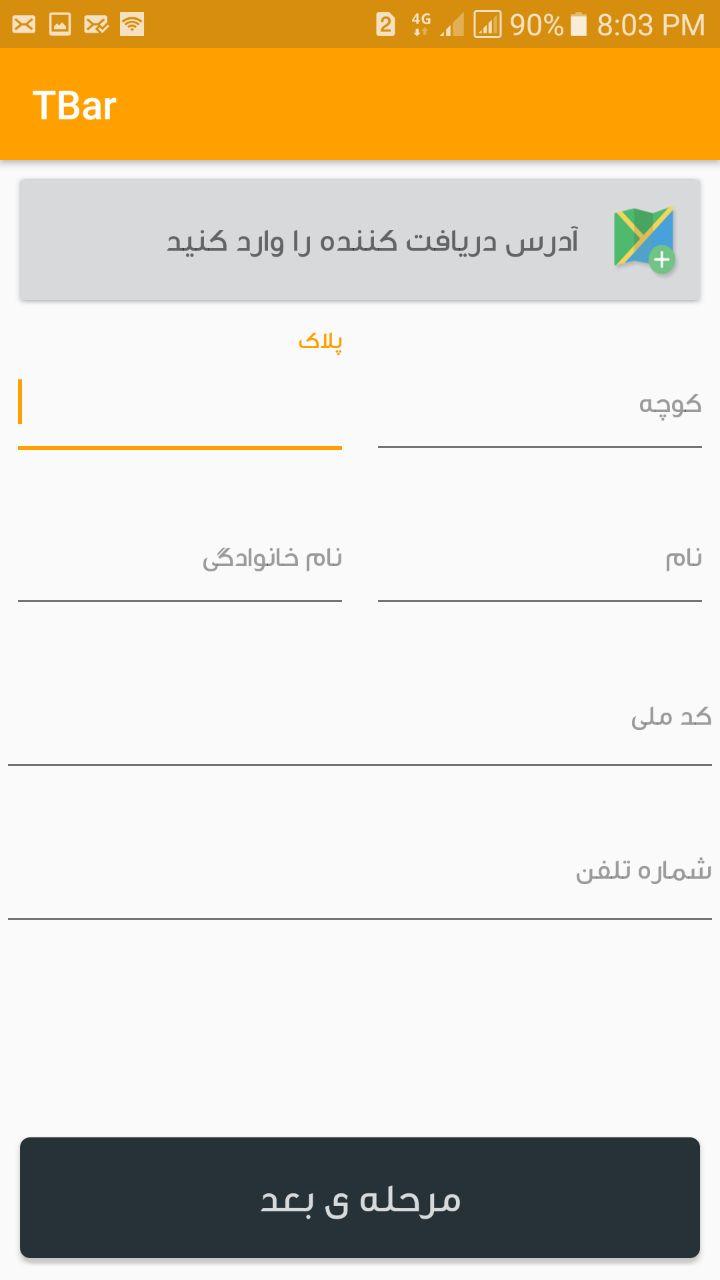 2 4G 90% 8:03 PM
TBar
آدرس دریافت کننده را وارد کنید
پلاک
کوچه
نام
نام خانوادگی
کد ملی
شماره تلفن
مرحله ی بعد